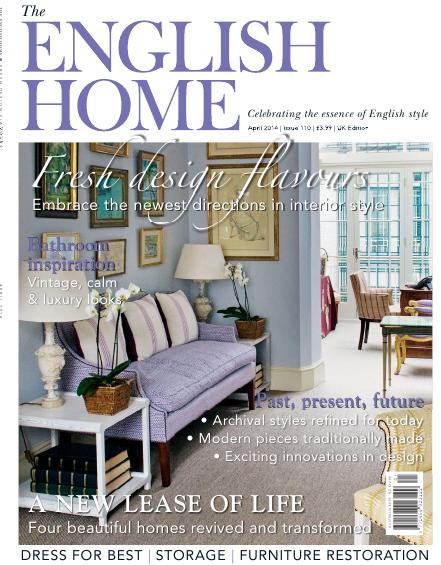 The
ENGLISH
HOME
Celebrating the essence of English style
April 2014 | Issue 110 | £3.99 | UK Edition
Fresh design flavours
Embrace the newest directions in interior style
Bathroom
inspiration
Vintage, calm
& luxury looks
Past, present, future
• Archival styles refined for today
• Modern pieces traditionally made
• Exciting innovations in design
A NEW LEASE OF LIFE
Four beautiful homes revived and transformed
DRESS FOR BEST | STORAGE | FURNITURE RESTORATION